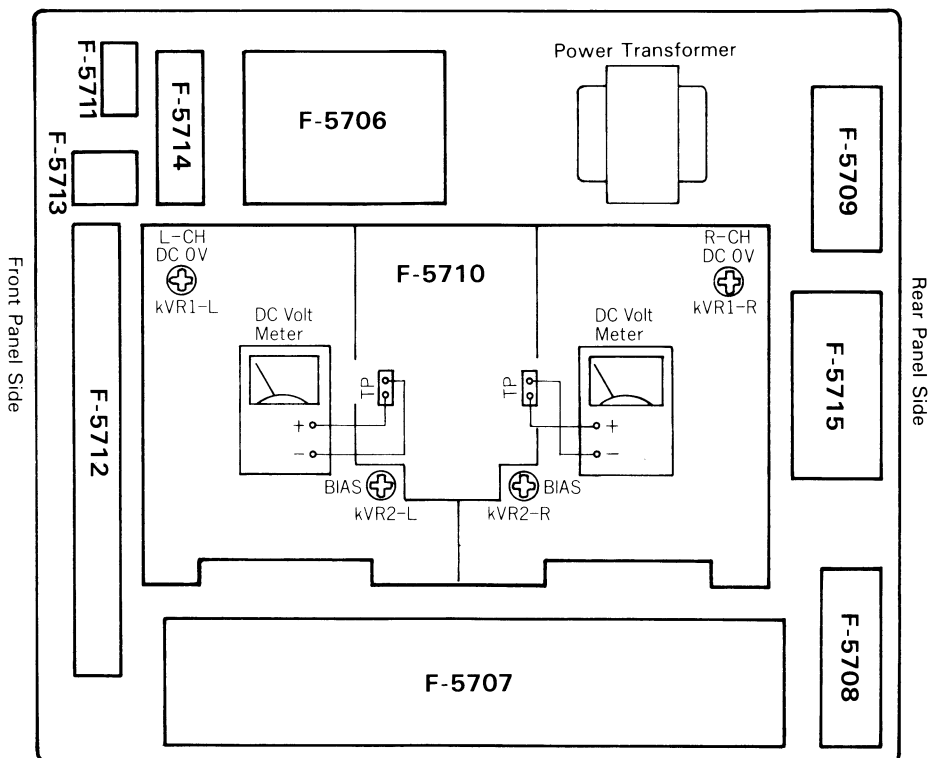 Power Transformer
F-5711
F-5714
F-5706
F-5709
F-5713
L-CH
DC 0V
kVR1-L
F-5710
R-CH
DC 0V
kVR1-R
Front Panel Side
Rear Panel Side
DC Volt
Meter
DC Volt
Meter
F-5712
TP
TP
F-5715
+
-
+
-
BIAS
kVR2-L
BIAS
kVR2-R
F-5707
F-5708